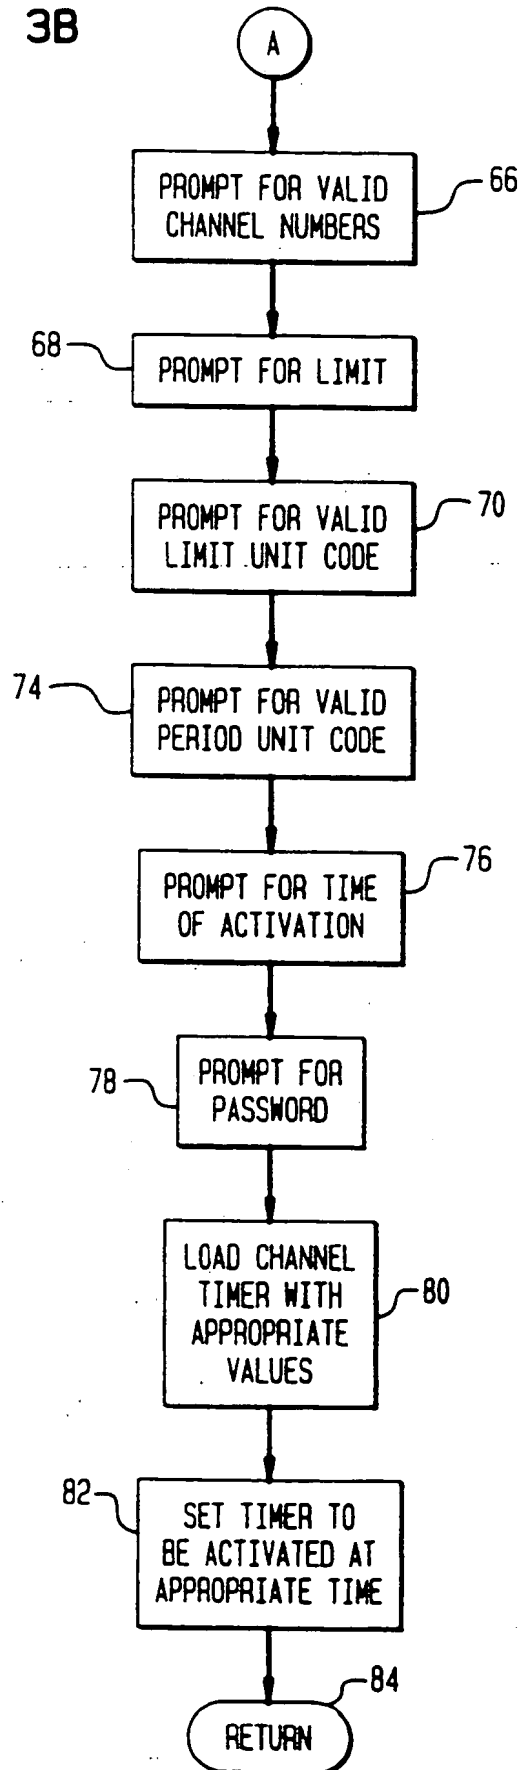 3B
A
PROMPT FOR VALID
CHANNEL NUMBERS
66
68
PROMPT FOR LIMIT
PROMPT FOR VALID
LIMIT UNIT CODE
70
74
PROMPT FOR VALID
PERIOD UNIT CODE
PROMPT FOR TIME
OF ACTIVATION
76
78
PROMPT FOR
PASSWORD
LOAD CHANNEL
TIMER WITH
APPROPRIATE
VALUES
80
82
SET TIMER TO
BE ACTIVATED AT
APPROPRIATE TIME
84
RETURN